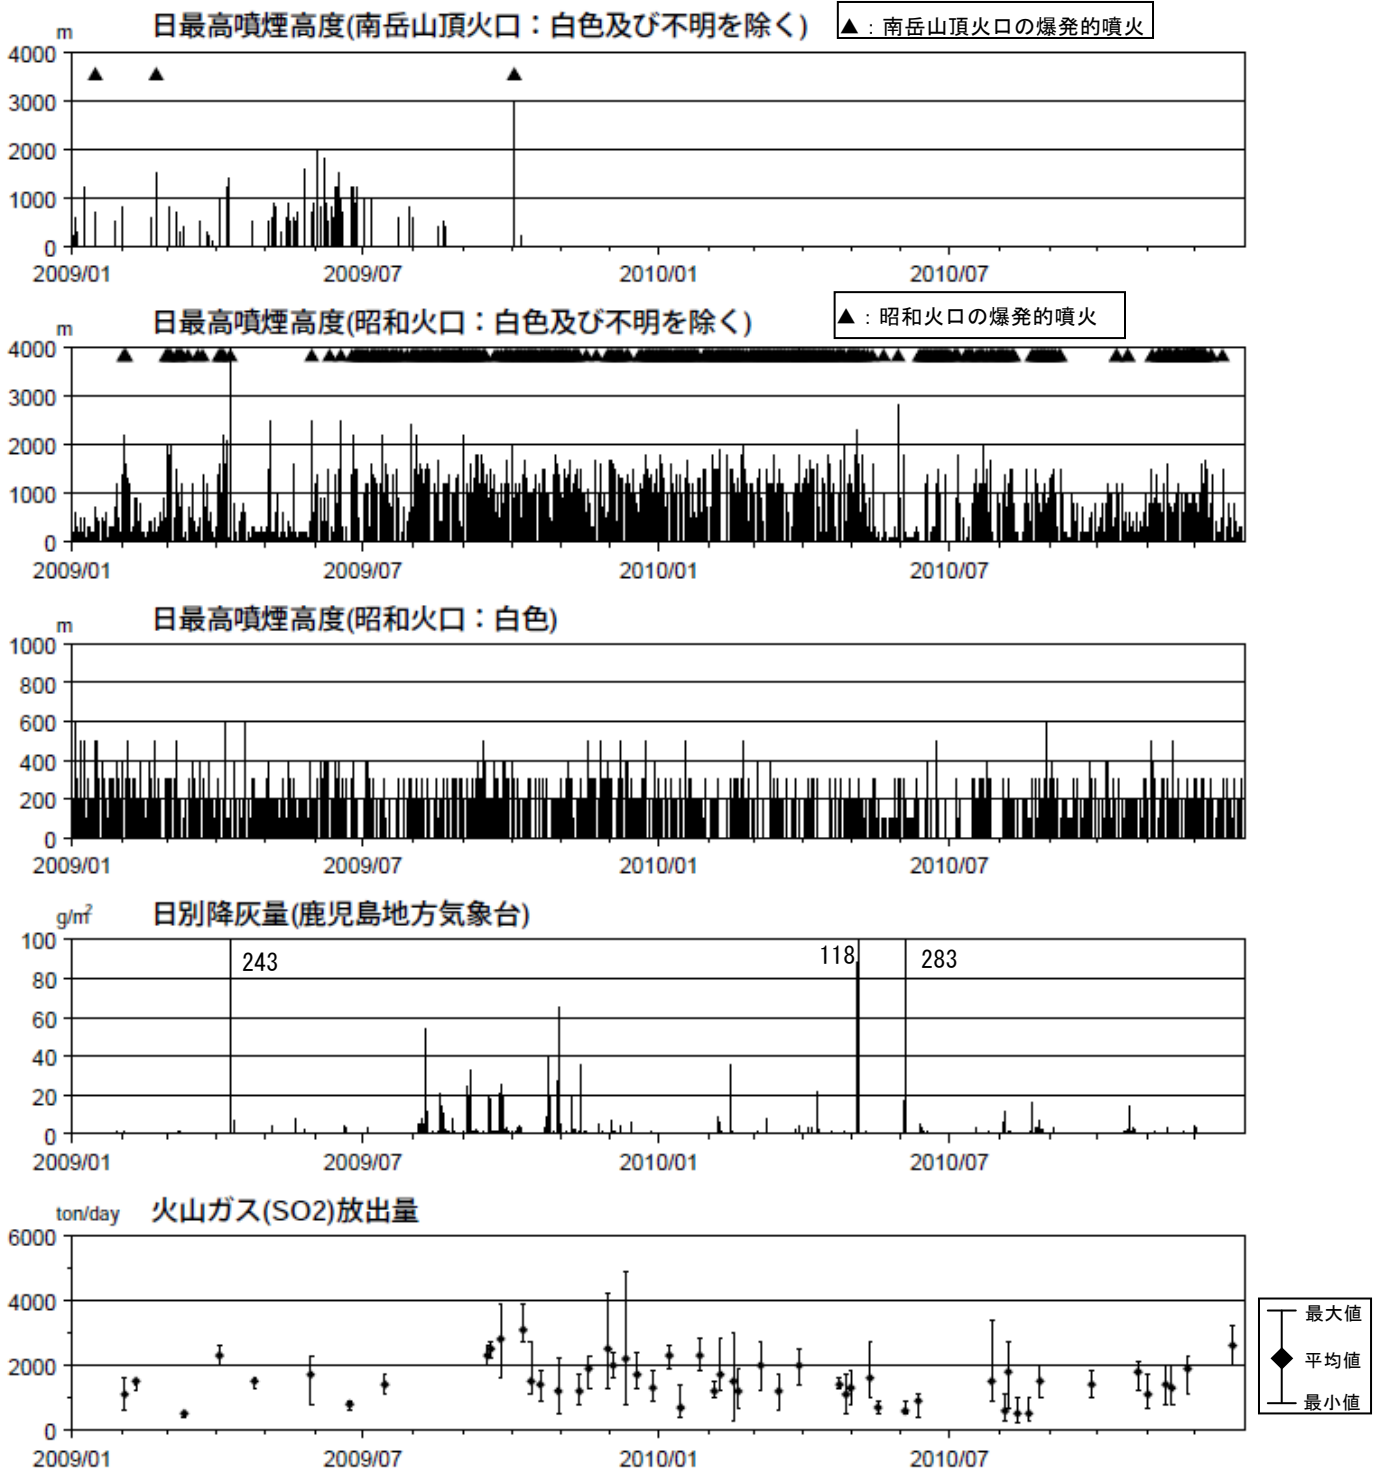 m 日最高噴煙高度(南岳山頂火口：白色及び不明を除く) ▲：南岳山頂火口の爆発的噴火
4000
3000
2000
1000
0
2009/01 2009/07 2010/01 2010/07
m 日最高噴煙高度(昭和火口：白色及び不明を除く) ▲：昭和火口の爆発的噴火
4000
3000
2000
1000
0
2009/01 2009/07 2010/01 2010/07
m 日最高噴煙高度(昭和火口：白色)
1000
800
600
400
200
0
2009/01 2009/07 2010/01 2010/07
g/㎡ 日別降灰量(鹿児島地方気象台)
100
243 118 283
80
60
40
20
0
2009/01 2009/07 2010/01 2010/07
ton/day 火山ガス(SO2)放出量
6000
4000
2000
0
2009/01 2009/07 2010/01 2010/07
最大値
平均値
最小値